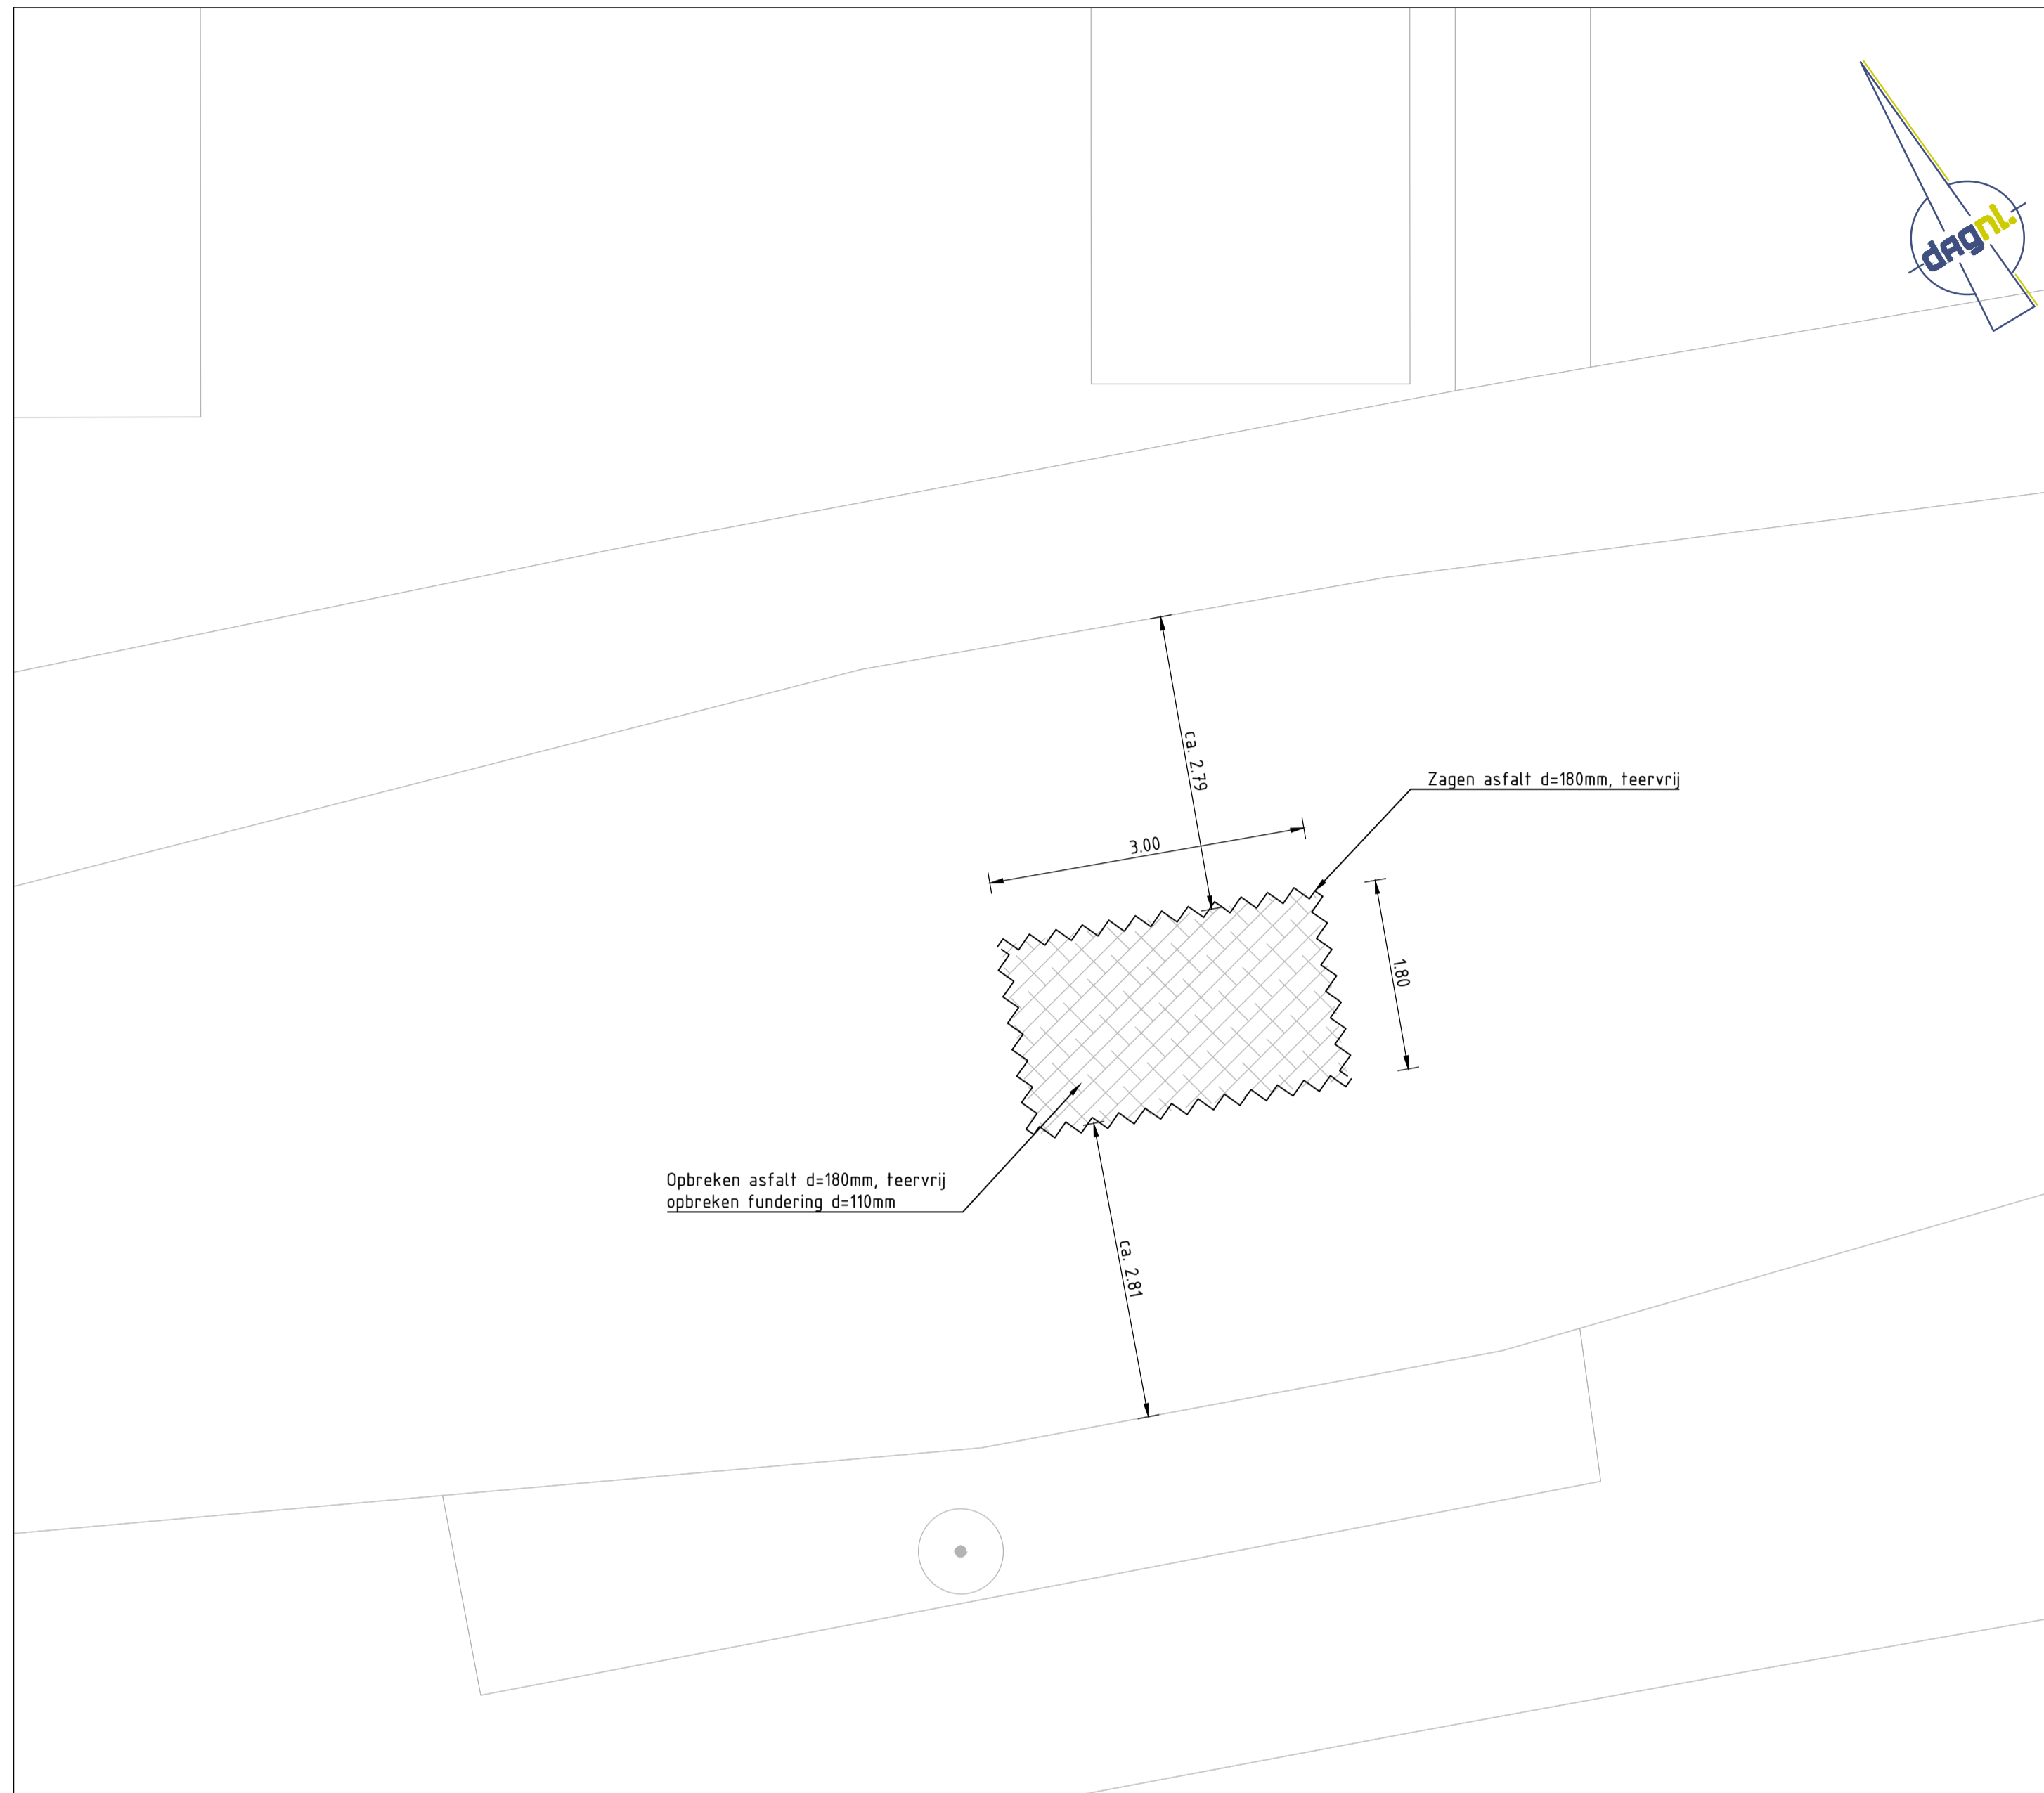 dagnl.
ca. 2.79
Zagen asfalt d=180mm, teervrij
3.00
1.80
Opbreken asfalt d=180mm, teervrij
opbreken fundering d=110mm
ca. 2.81